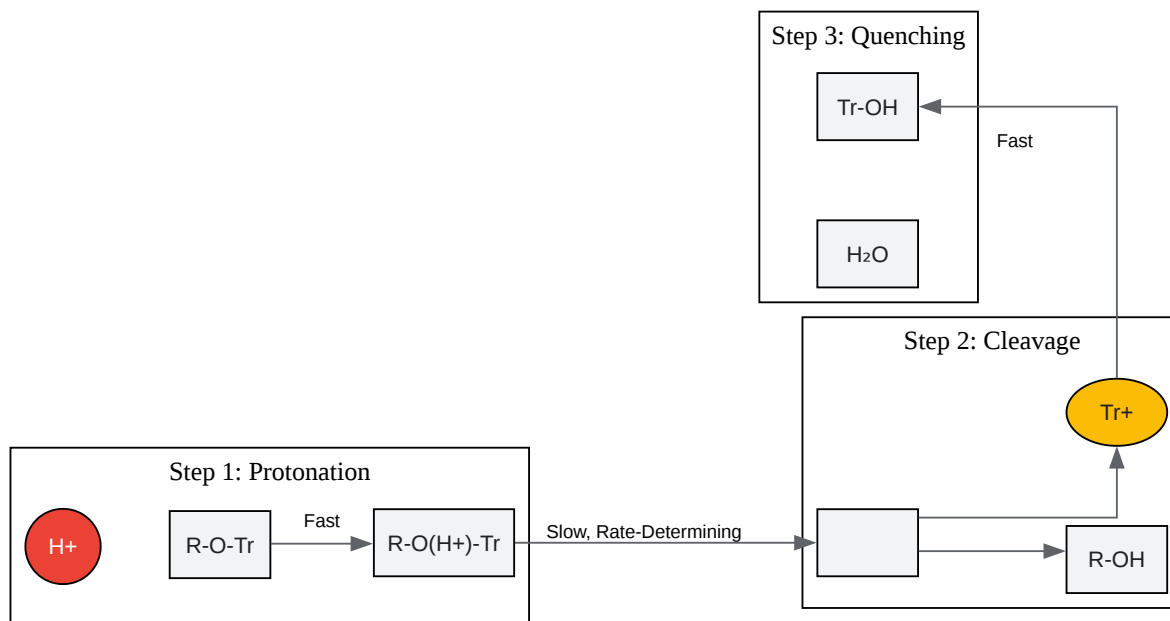 Step 3: Quenching
Tr-OH
Fast
H₂O
Step 2: Cleavage
Tr+
Step 1: Protonation
H+
R-O-Tr
Fast
R-O(H+)-Tr
Slow, Rate-Determining
R-OH